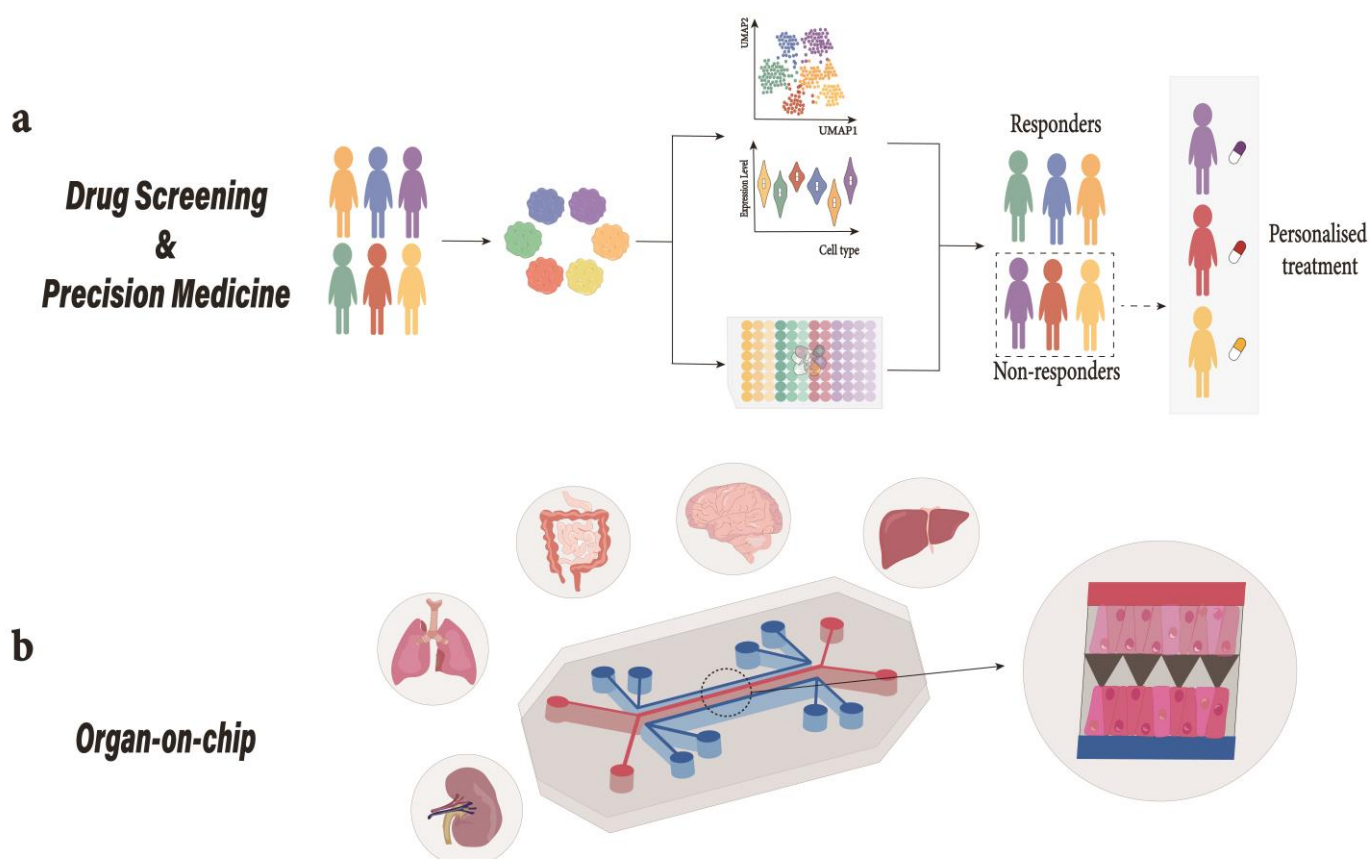 a
Drug Screening
&
Precision Medicine
UMAP2
UMAP1
Expression Level
Cell type
Responders
Non-responders
Personalised
treatment
b
Organ-on-chip